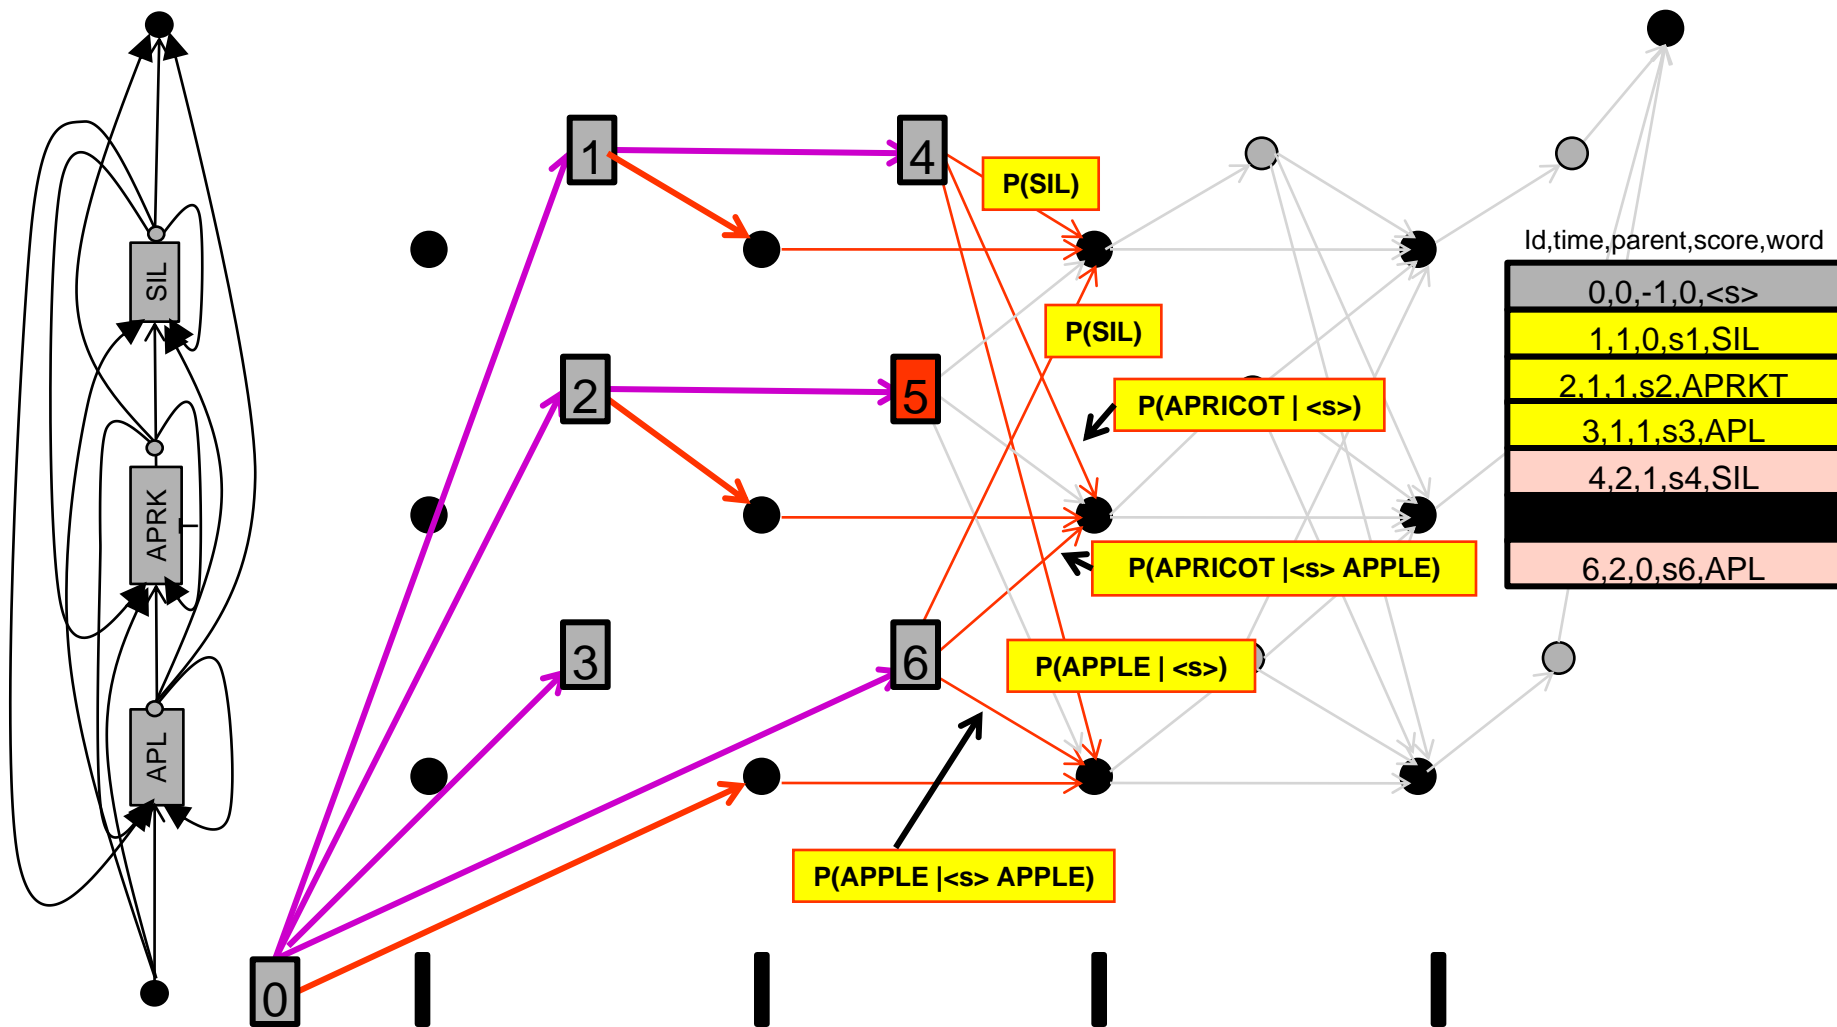 SIL
APRK
T
APL
0
1
2
3
4
5
6
P(SIL)
P(SIL)
P(APRICOT | <s>)
P(APRICOT |<s> APPLE)
P(APPLE | <s>)
P(APPLE |<s> APPLE)
Id,time,parent,score,word
0,0,-1,0,<s>
1,1,0,s1,SIL
2,1,1,s2,APRKT
3,1,1,s3,APL
4,2,1,s4,SIL
6,2,0,s6,APL